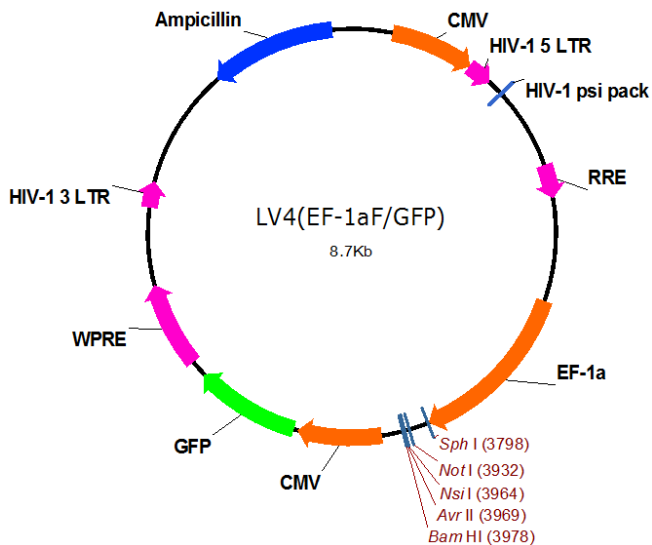 Ampicillin
CMV
HIV-1 5 LTR
HIV-1 psi pack
RRE
HIV-1 3 LTR
LV4(EF-1aF/GFP)
8.7Kb
WPRE
EF-1a
GFP
CMV
Sph I (3798)
Not I (3932)
Nsi I (3964)
Avr II (3969)
Bam HI (3978)